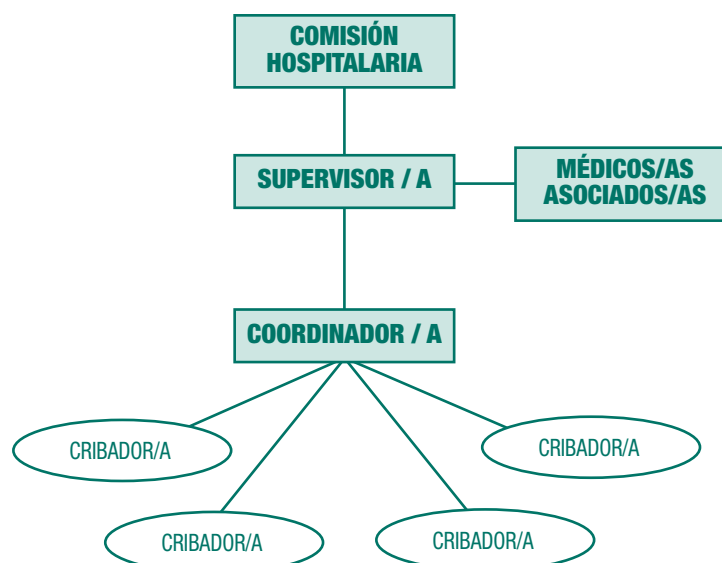 COMISIÓN
HOSPITALARIA
SUPERVISOR / A
MÉDICOS/AS
ASOCIADOS/AS
COORDINADOR / A
CRIBADOR/A
CRIBADOR/A
CRIBADOR/A
CRIBADOR/A